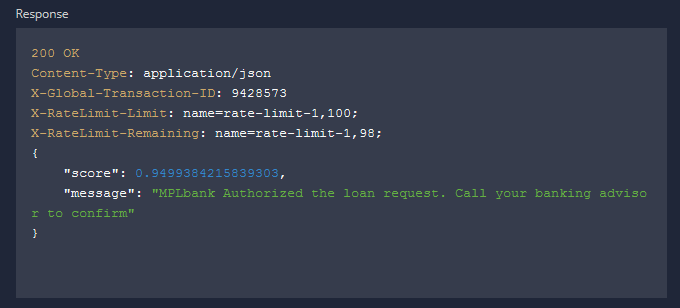 Response
200 OK
Content-Type: application/json
X-Global-Transaction-ID: 9428573
X-RateLimit-Limit: name=rate-limit-1,100;
X-RateLimit-Remaining: name=rate-limit-1,98;
{
    "score": 0.9499384215839303,
    "message": "MPLbank Authorized the loan request. Call your banking adviso
r to confirm"
}